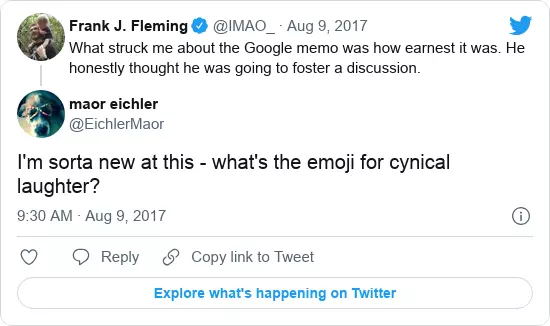 Frank J. Fleming @IMAO_ · Aug 9, 2017
What struck me about the Google memo was how earnest it was. He
honestly thought he was going to foster a discussion.
maor eichler
@EichlerMaor
I'm sorta new at this - what's the emoji for cynical
laughter?
9:30 AM · Aug 9, 2017
Reply Copy link to Tweet
Explore what's happening on Twitter